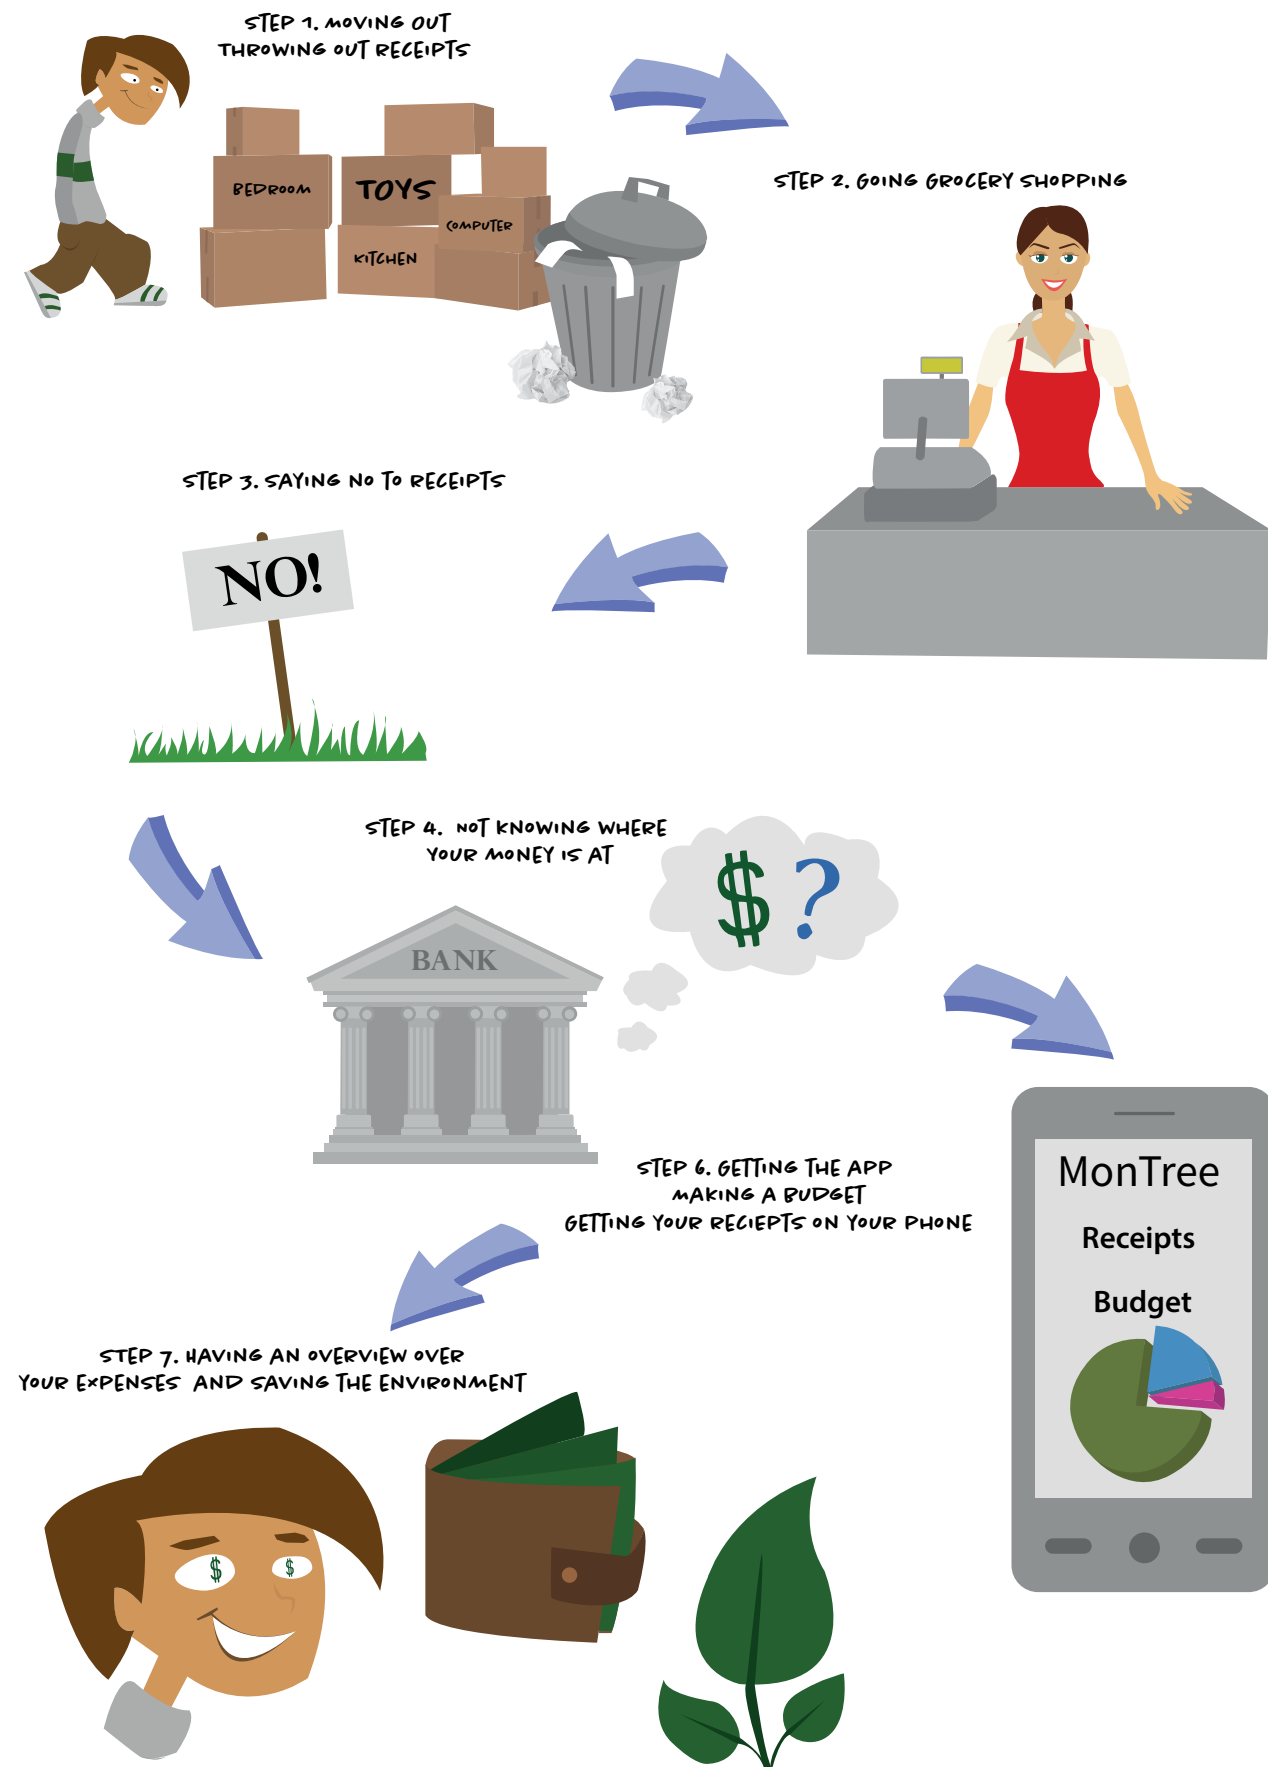 STEP 1. MOVING OUT
THROWING OUT RECEIPTS
BEDROOM
TOYS
COMPUTER
KITCHEN
STEP 2. GOING GROCERY SHOPPING
STEP 3. SAYING NO TO RECEIPTS
NO!
STEP 4. NOT KNOWING WHERE
YOUR MONEY IS AT
$?
BANK
STEP 6. GETTING THE APP
MAKING A BUDGET
GETTING YOUR RECIEPTS ON YOUR PHONE
MonTree
Receipts
Budget
STEP 7. HAVING AN OVERVIEW OVER
YOUR EXPENSES AND SAVING THE ENVIRONMENT
$ $